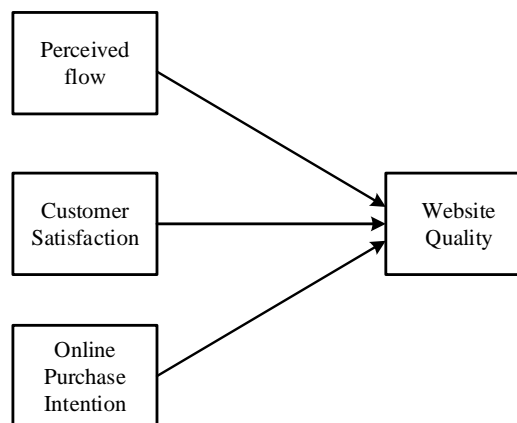 Perceived
flow
Customer
Satisfaction
Website
Quality
Online
Purchase
Intention